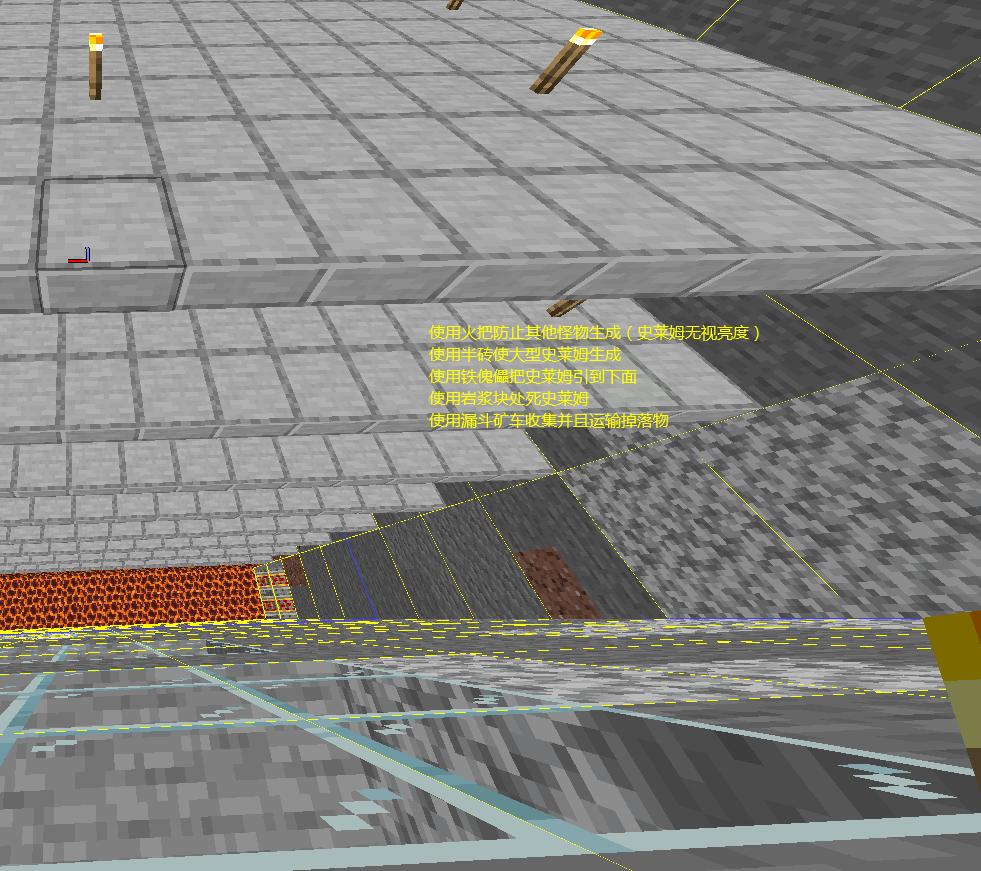 使用火把防止其他怪物生成（史莱姆无视亮度）
使用半砖使大型史莱姆生成
使用铁傀儡把史莱姆引到下面
使用岩浆块处死史莱姆
使用漏斗矿车收集并且运输掉落物